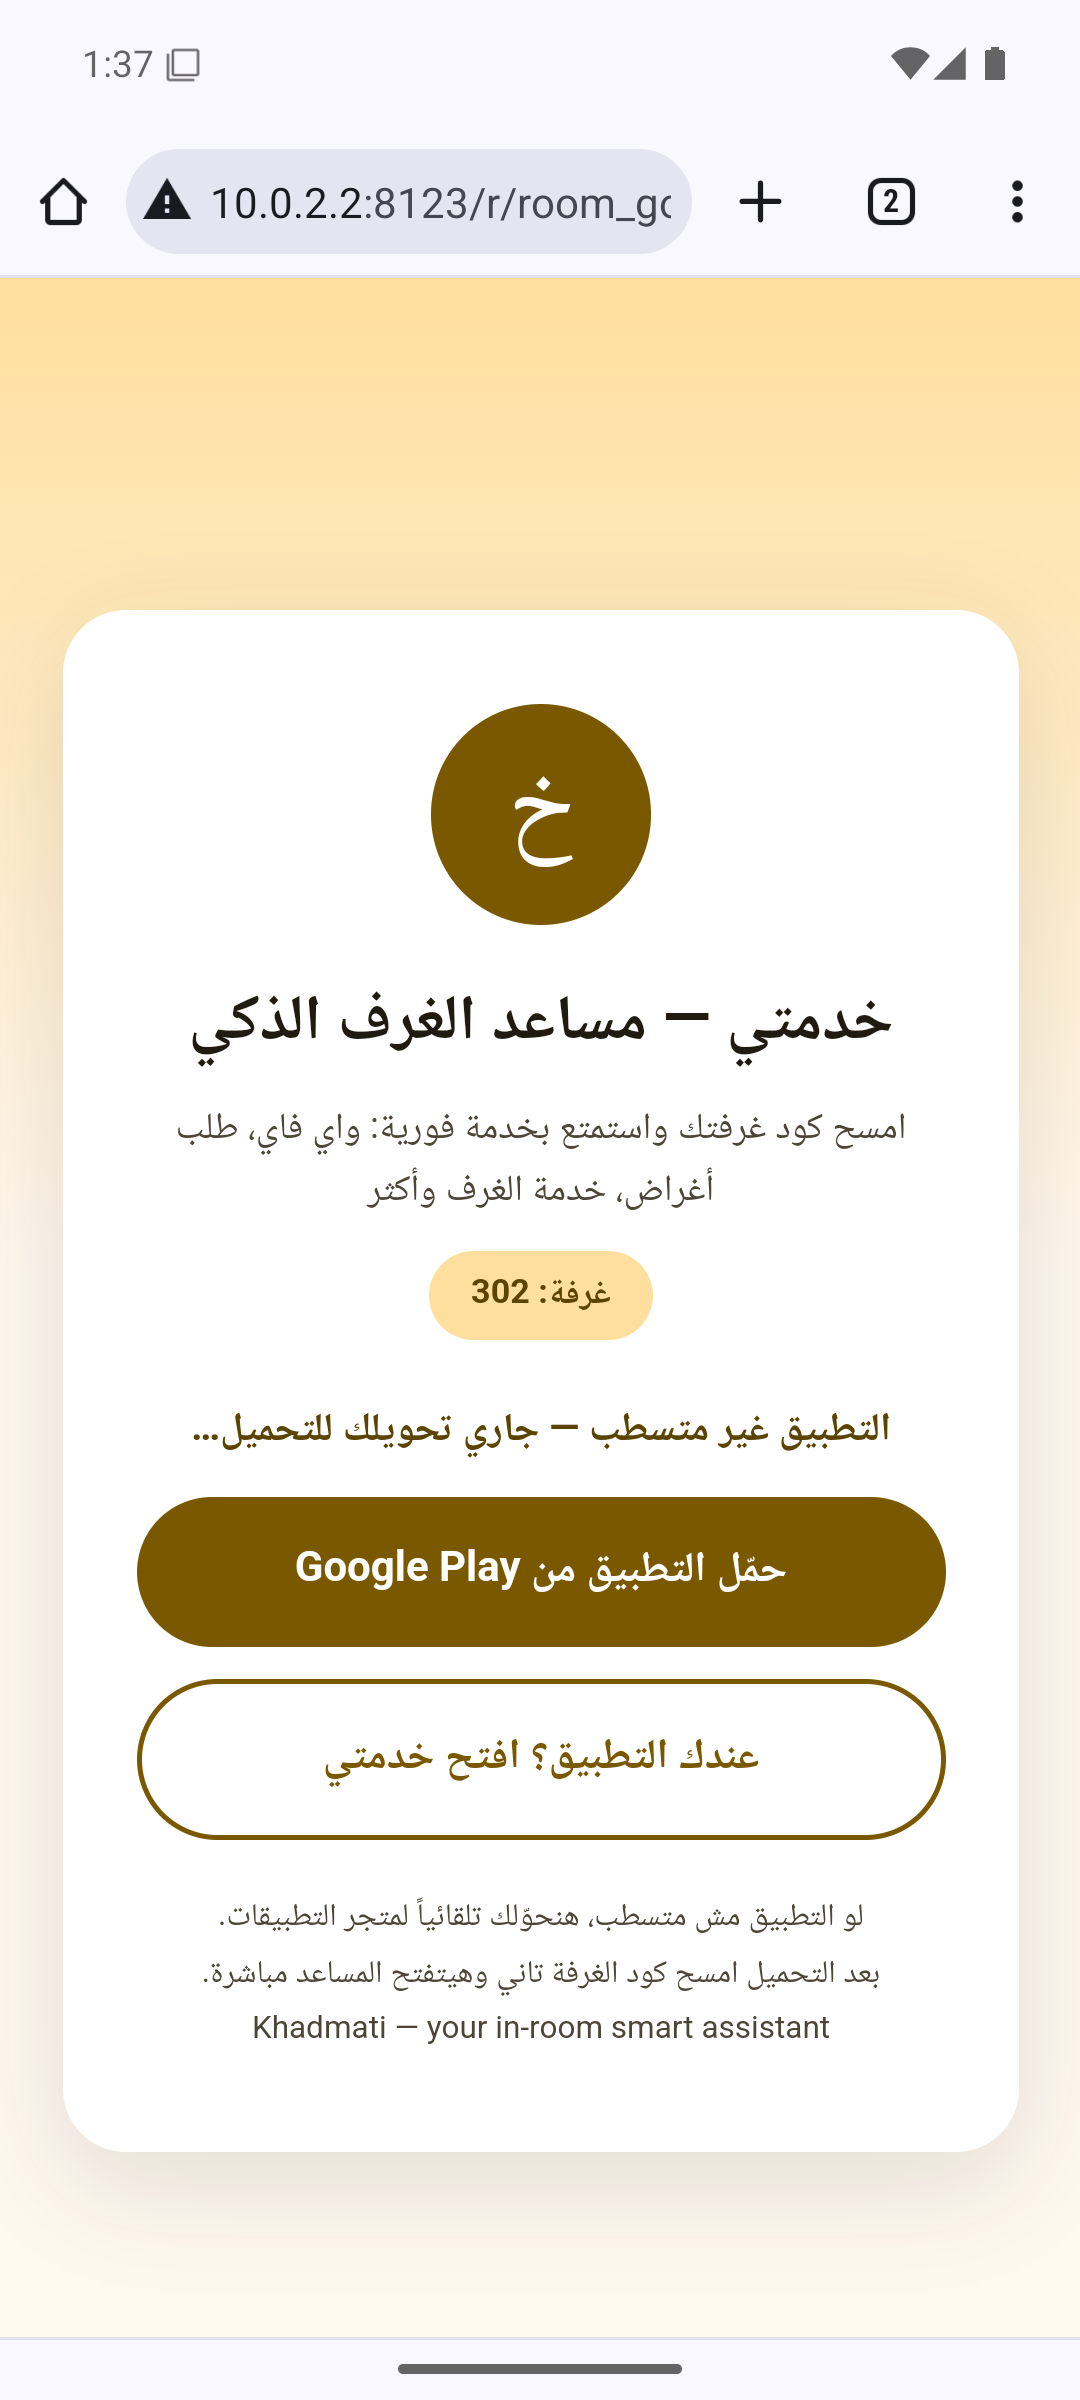 1:37
10.0.2.2:8123/r/room_go
2
خ
خدمتي — مساعد الغرف الذكي
امسح كود غرفتك واستمتع بخدمة فورية: واي فاي، طلب
أغراض، خدمة الغرف وأكثر
غرفة: 302
التطبيق غير متسطب — جاري تحويلك للتحميل...
حمّل التطبيق من Google Play
عندك التطبيق؟ افتح خدمتي
لو التطبيق مش متسطب، هنحوّلك تلقائياً لمتجر التطبيقات.
بعد التحميل امسح كود الغرفة تاني وهيتفتح المساعد مباشرة.
Khadmati — your in-room smart assistant